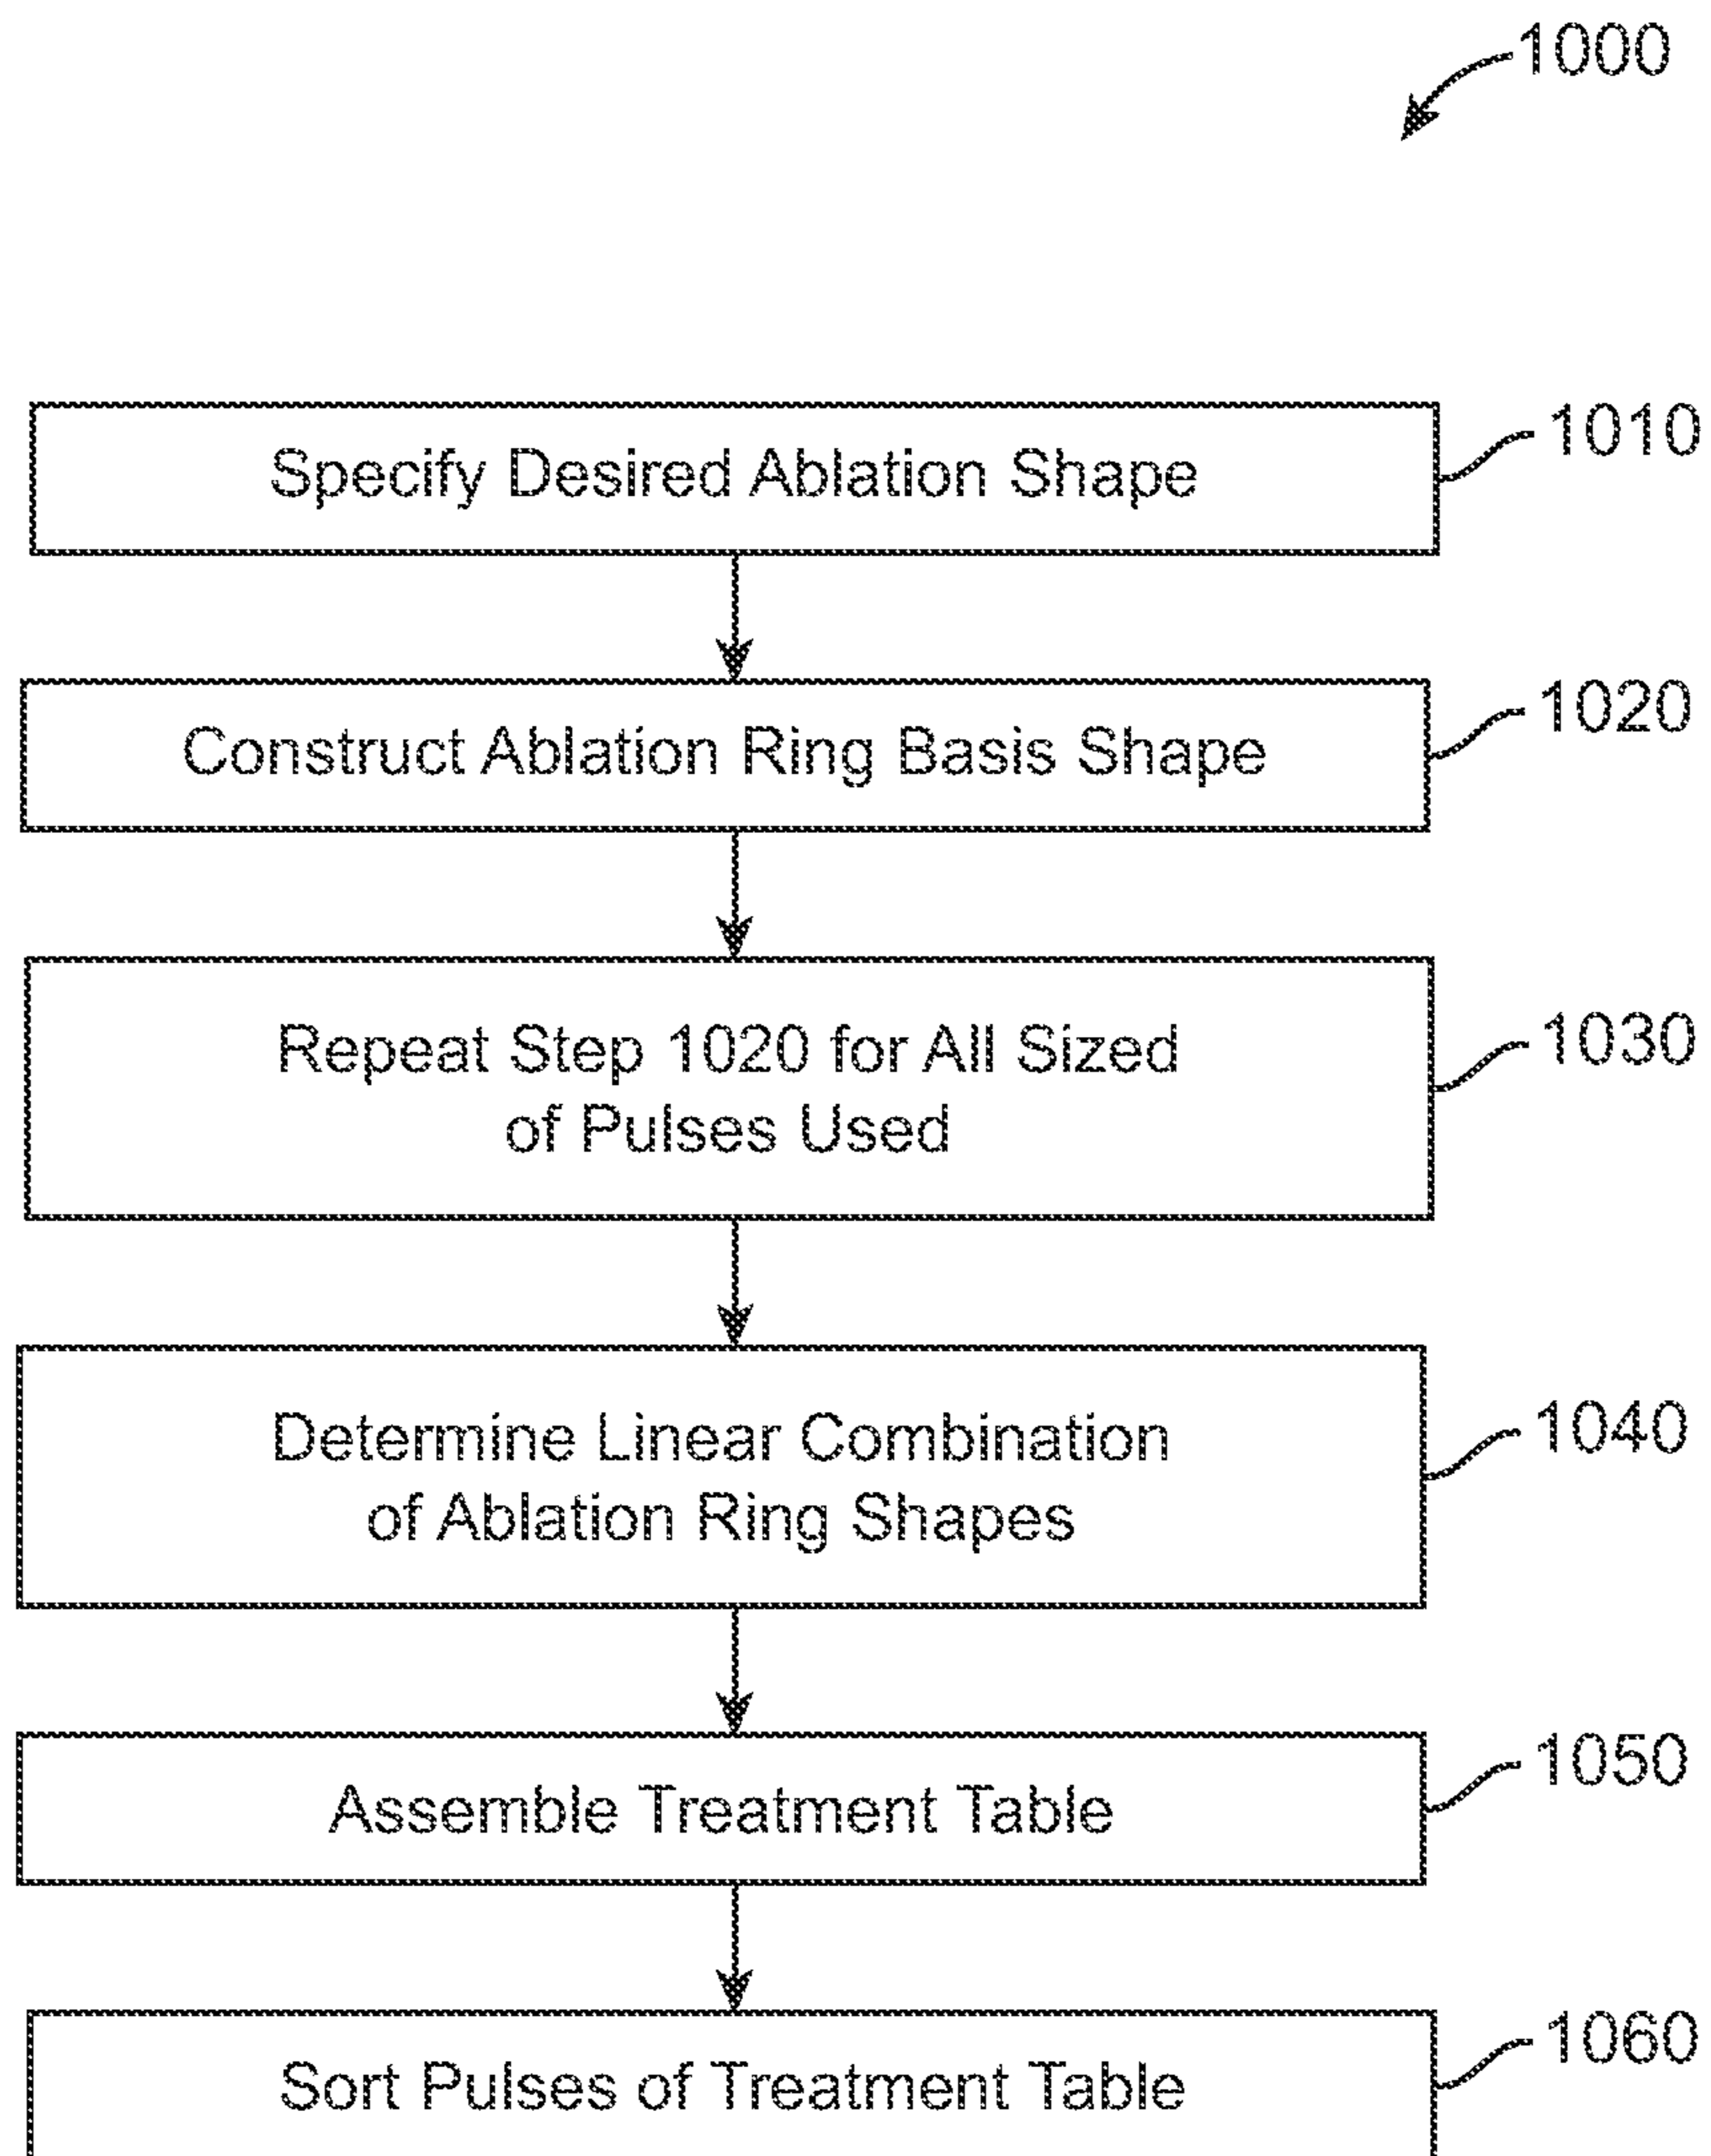 1000
Specify Desired Ablation Shape
1010
Construct Ablation Ring Basis Shape
1020
Repeat Step 1020 for All Sized
of Pulses Used
1030
Determine Linear Combination
of Ablation Ring Shapes
1040
Assemble Treatment Table
1050
Sort Pulses of Treatment Table
1060